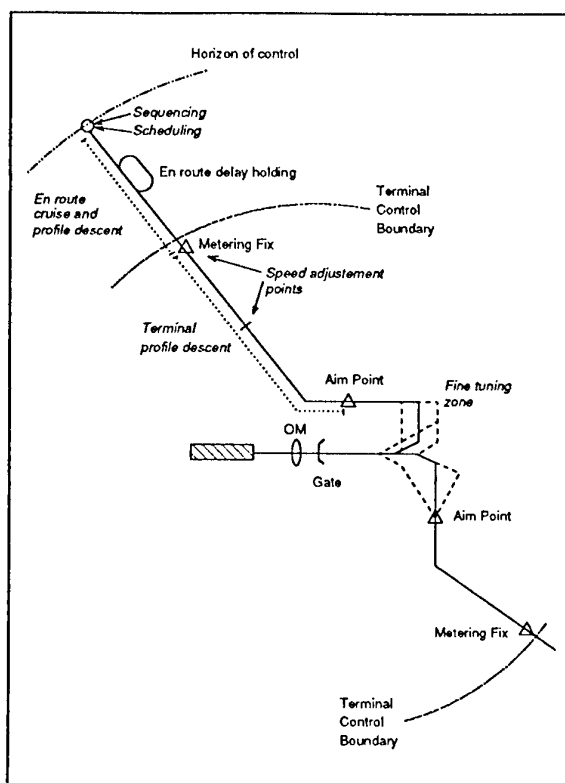 Horizon of control
Sequencing
Scheduling
En route delay holding
En route
cruise and
profile descent
Terminal
Control
Boundary
Metering Fix
Speed adjustement
points
Terminal
profile descent
Aim Point
Fine tuning
zone
OM
Gate
Aim Point
Metering Fix
Terminal
Control
Boundary